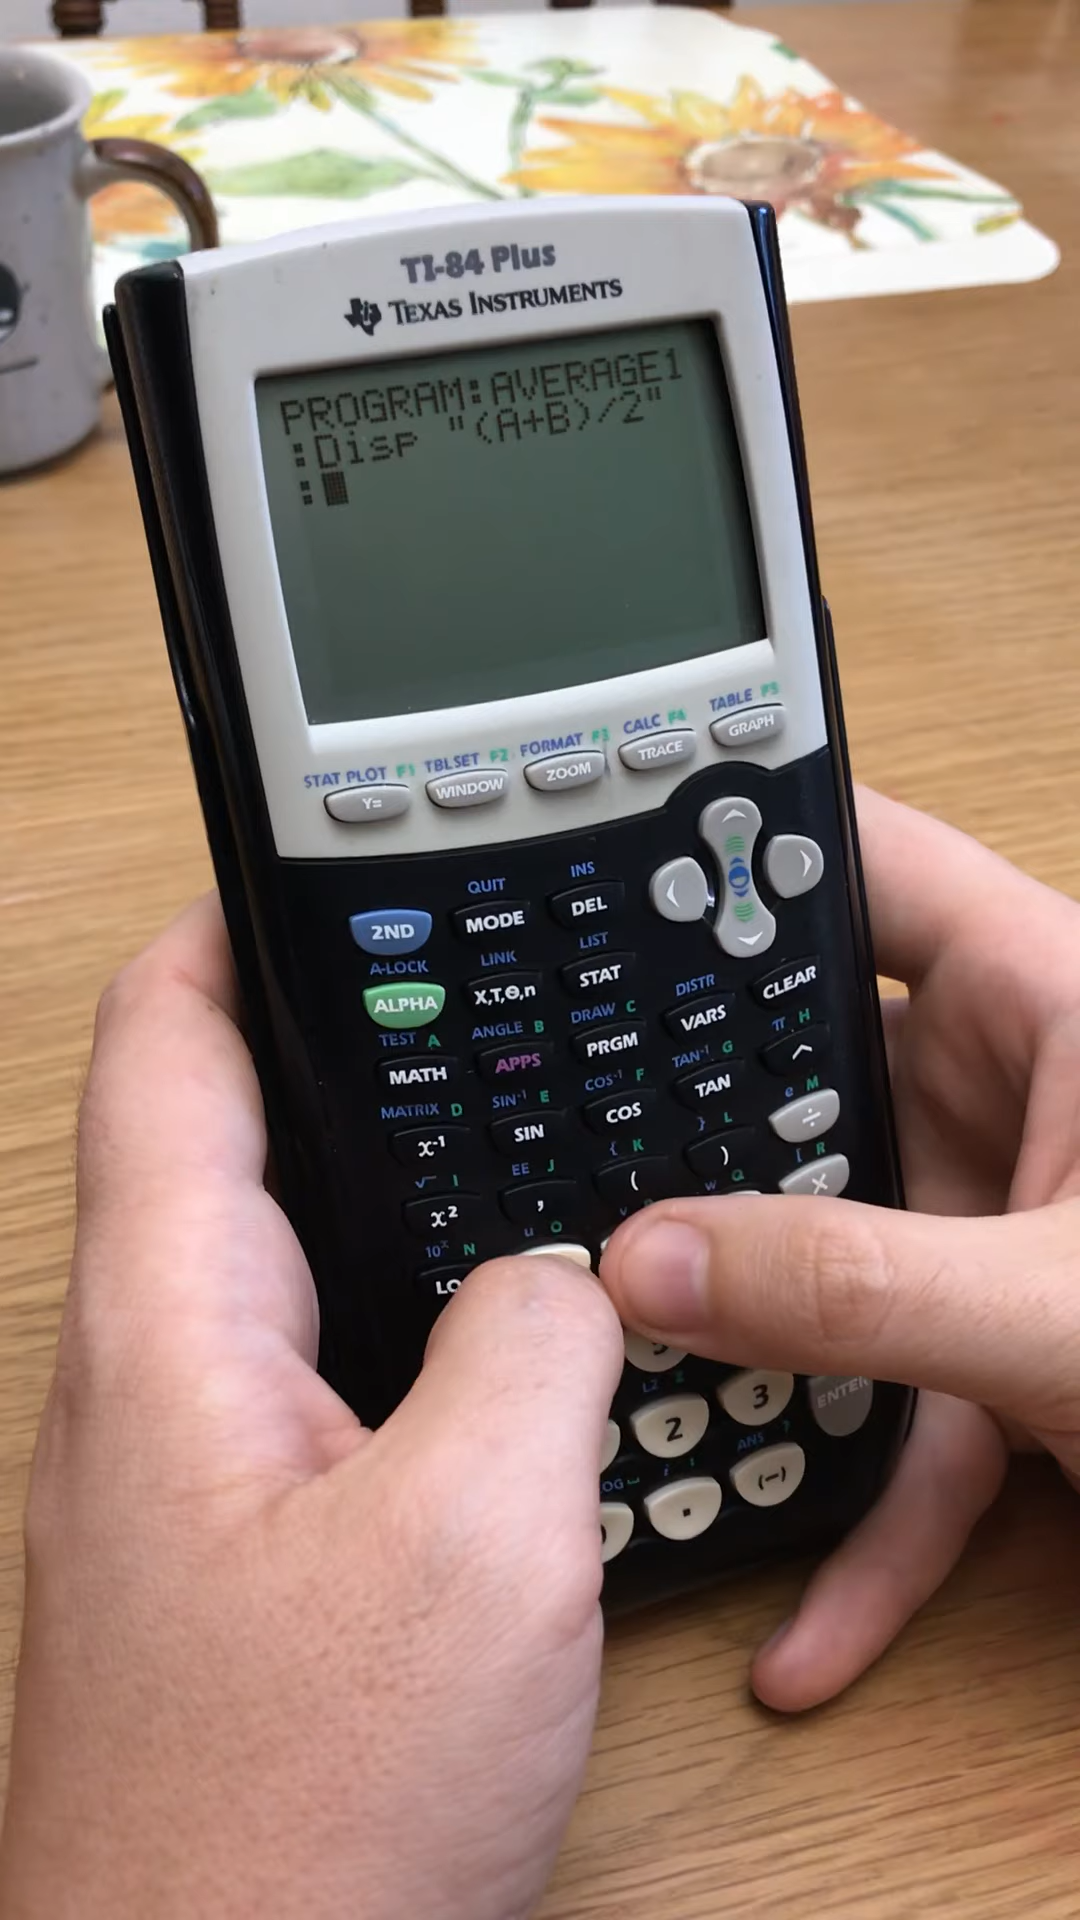 TI-84 Plus
TEXAS INSTRUMENTS
PROGRAM:AVERAGE1
:Disp "(A+B)/2"
:
STAT PLOT F1 TBLSET F2 FORMAT F3 CALC F4 TABLE F5
Y= WINDOW ZOOM TRACE GRAPH
QUIT INS
2ND MODE DEL
A-LOCK LINK LIST
ALPHA X,T,Θ,n STAT
TEST A ANGLE B DRAW C DISTR
MATH APPS PRGM VARS CLEAR
MATRIX D SIN-1 E COS-1 F TAN-1 G π H
x-1 SIN COS TAN ^
√ I EE J { K } L e M
x² , ( ) ÷
10x N u O v w Q [ R
×
L2 Z
2 3 ENTER
i : ANS ?
. (-)